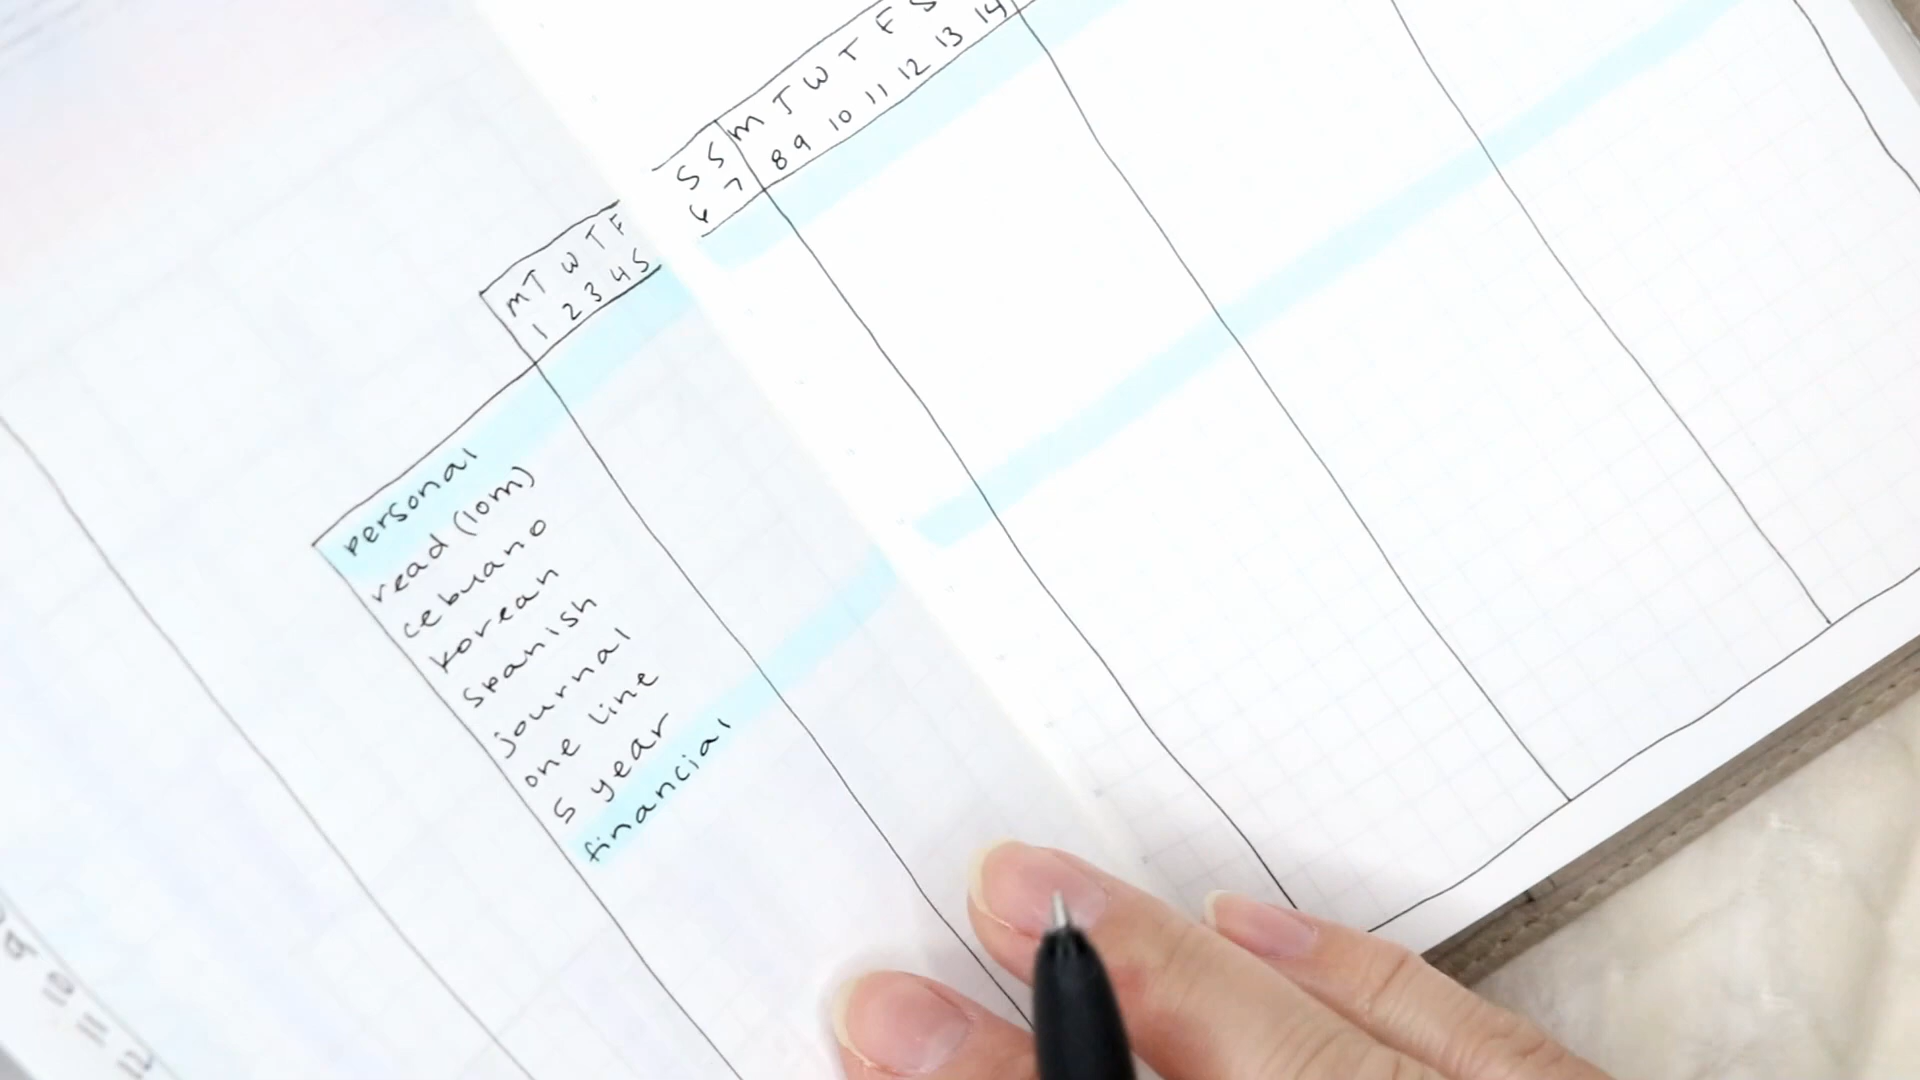 M T W T F S S M T W T F S
1 2 3 4 5 6 7 8 9 10 11 12 13 14
personal
read (10m)
cebuano
korean
spanish
journal
one line
5 year
financial